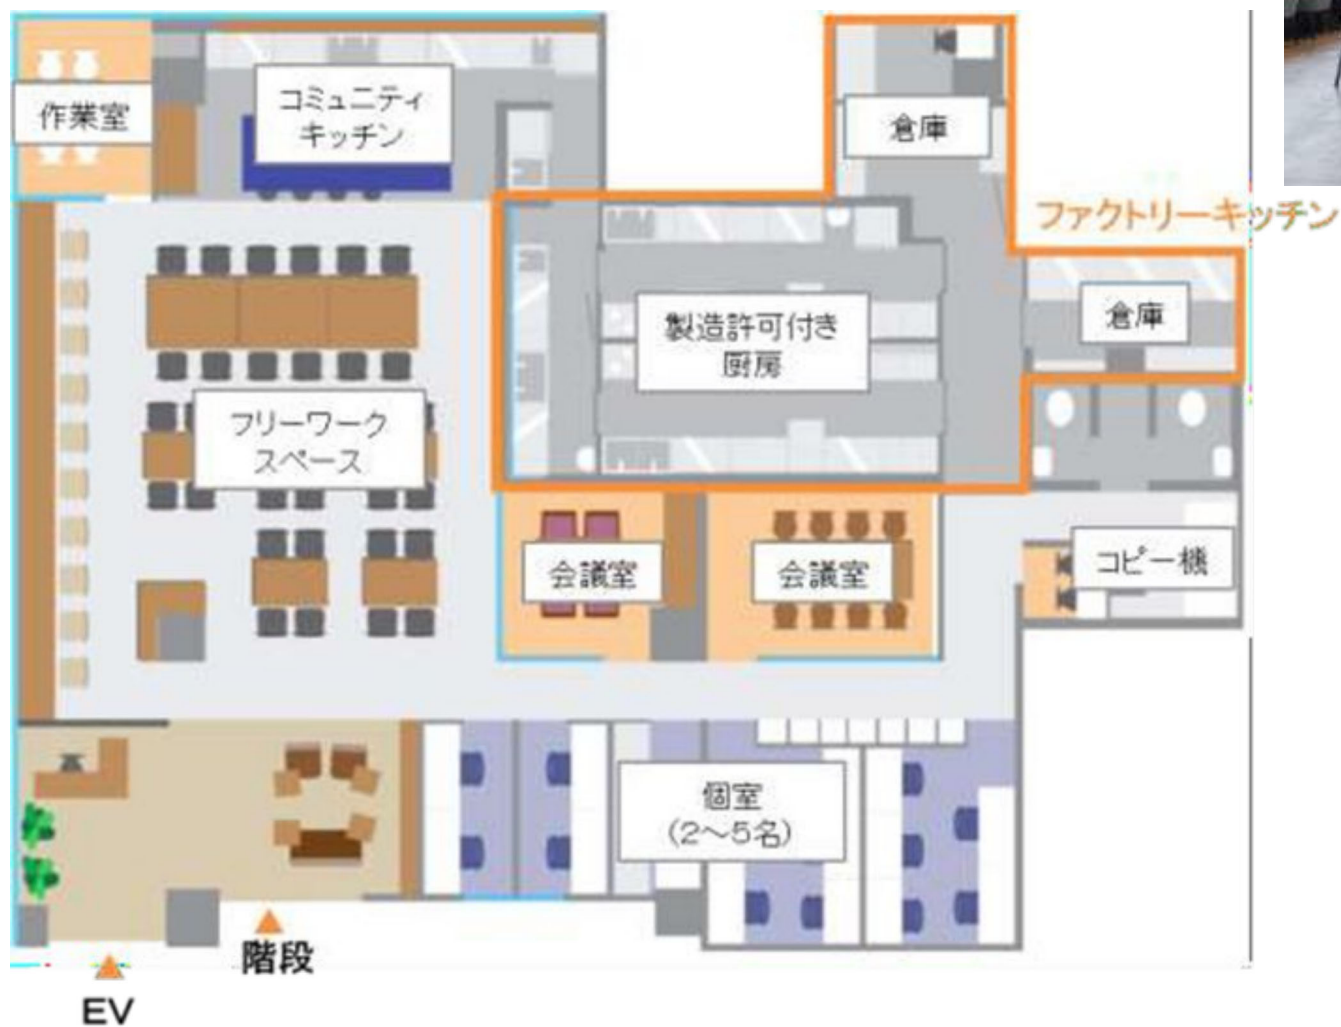 作業室
コミュニティ
キッチン
倉庫
ファクトリーキッチン
倉庫
製造許可付き
厨房
フリーワーク
スペース
会議室
会議室
コピー機
個室
(2～5名)
階段
EV